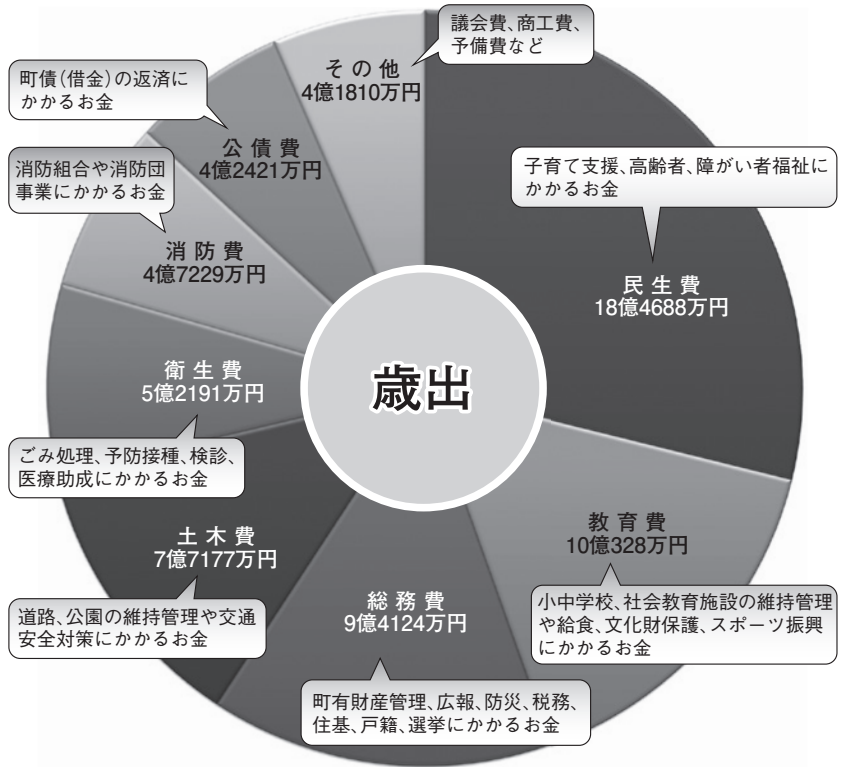 歳出
民生費
18億4688万円
子育て支援、高齢者、障がい者福祉に
かかるお金
教育費
10億328万円
小中学校、社会教育施設の維持管理
や給食、文化財保護、スポーツ振興
にかかるお金
総務費
9億4124万円
町有財産管理、広報、防災、税務、
住基、戸籍、選挙にかかるお金
土木費
7億7177万円
道路、公園の維持管理や交通
安全対策にかかるお金
衛生費
5億2191万円
ごみ処理、予防接種、検診、
医療助成にかかるお金
消防費
4億7229万円
消防組合や消防団
事業にかかるお金
公債費
4億2421万円
町債(借金)の返済に
かかるお金
その他
4億1810万円
議会費、商工費、
予備費など